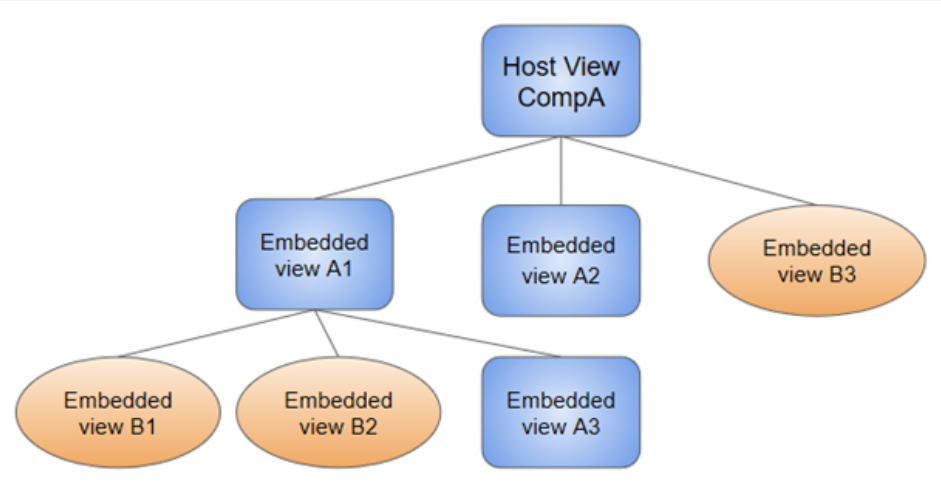 Host View
CompA
Embedded
view A1
Embedded
view A2
Embedded
view B3
Embedded
view B1
Embedded
view B2
Embedded
view A3